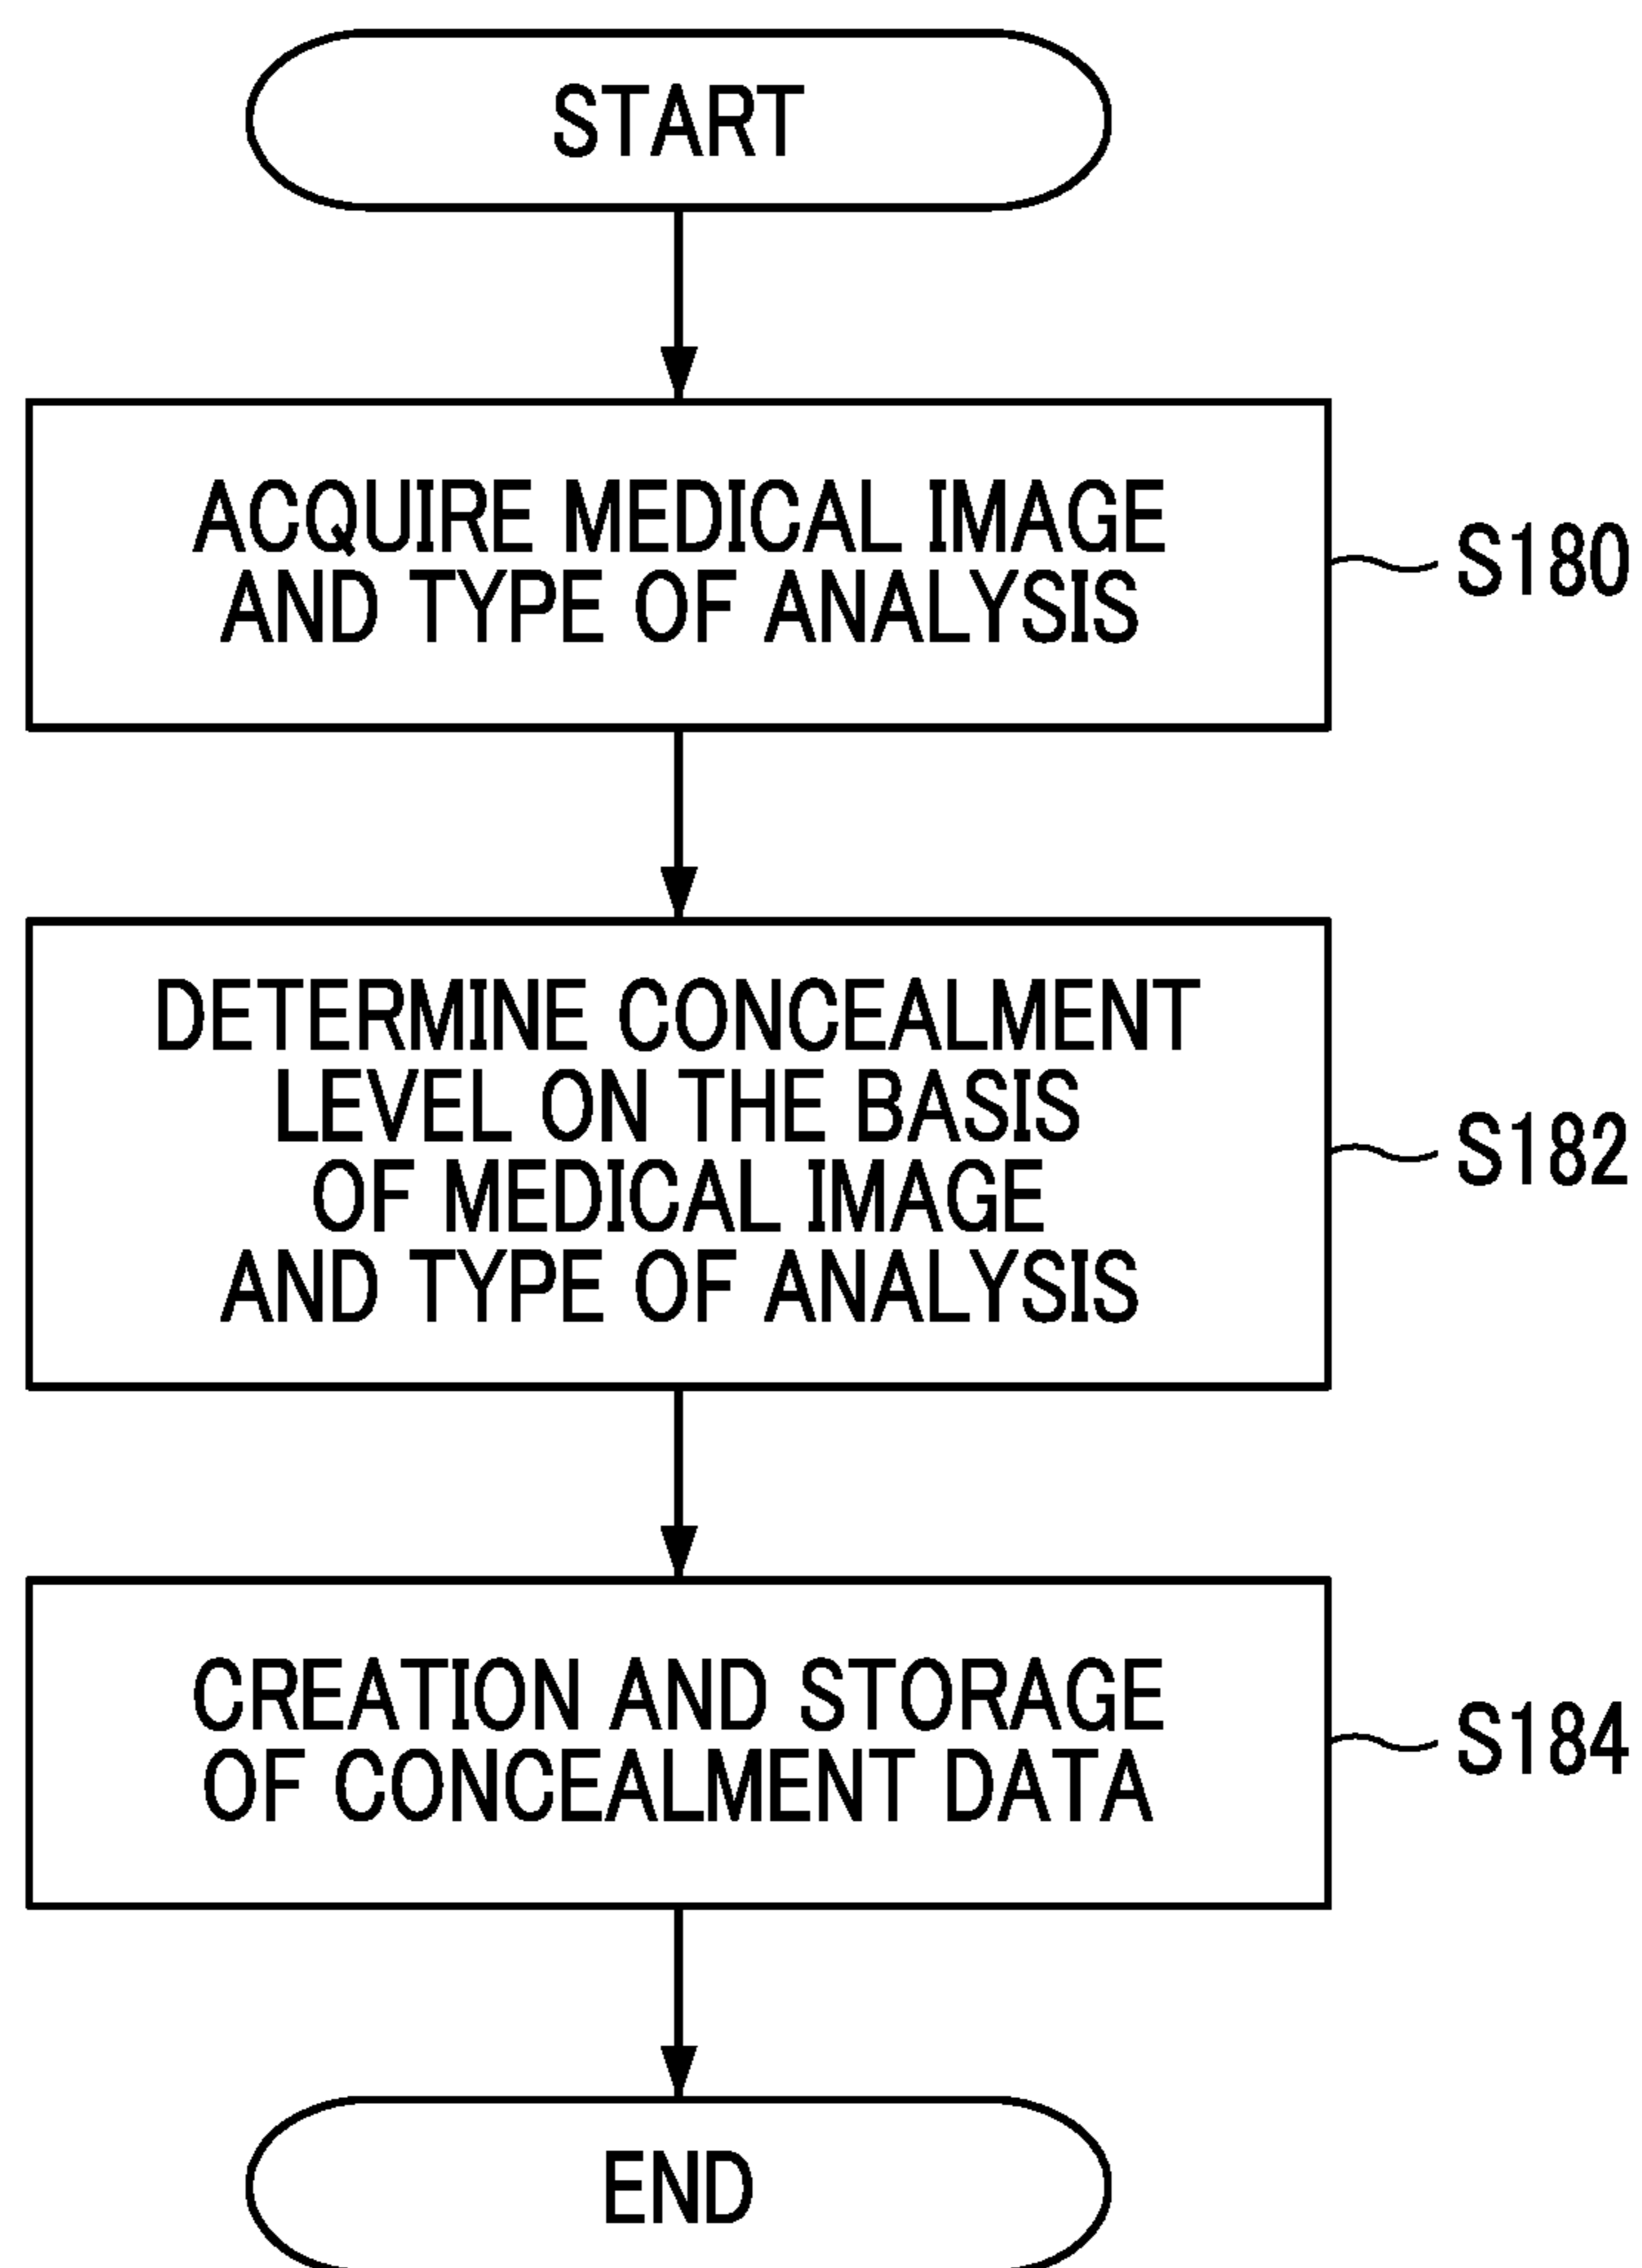 START
ACQUIRE MEDICAL IMAGE
AND TYPE OF ANALYSIS
S180
DETERMINE CONCEALMENT
LEVEL ON THE BASIS
OF MEDICAL IMAGE
AND TYPE OF ANALYSIS
S182
CREATION AND STORAGE
OF CONCEALMENT DATA
S184
END